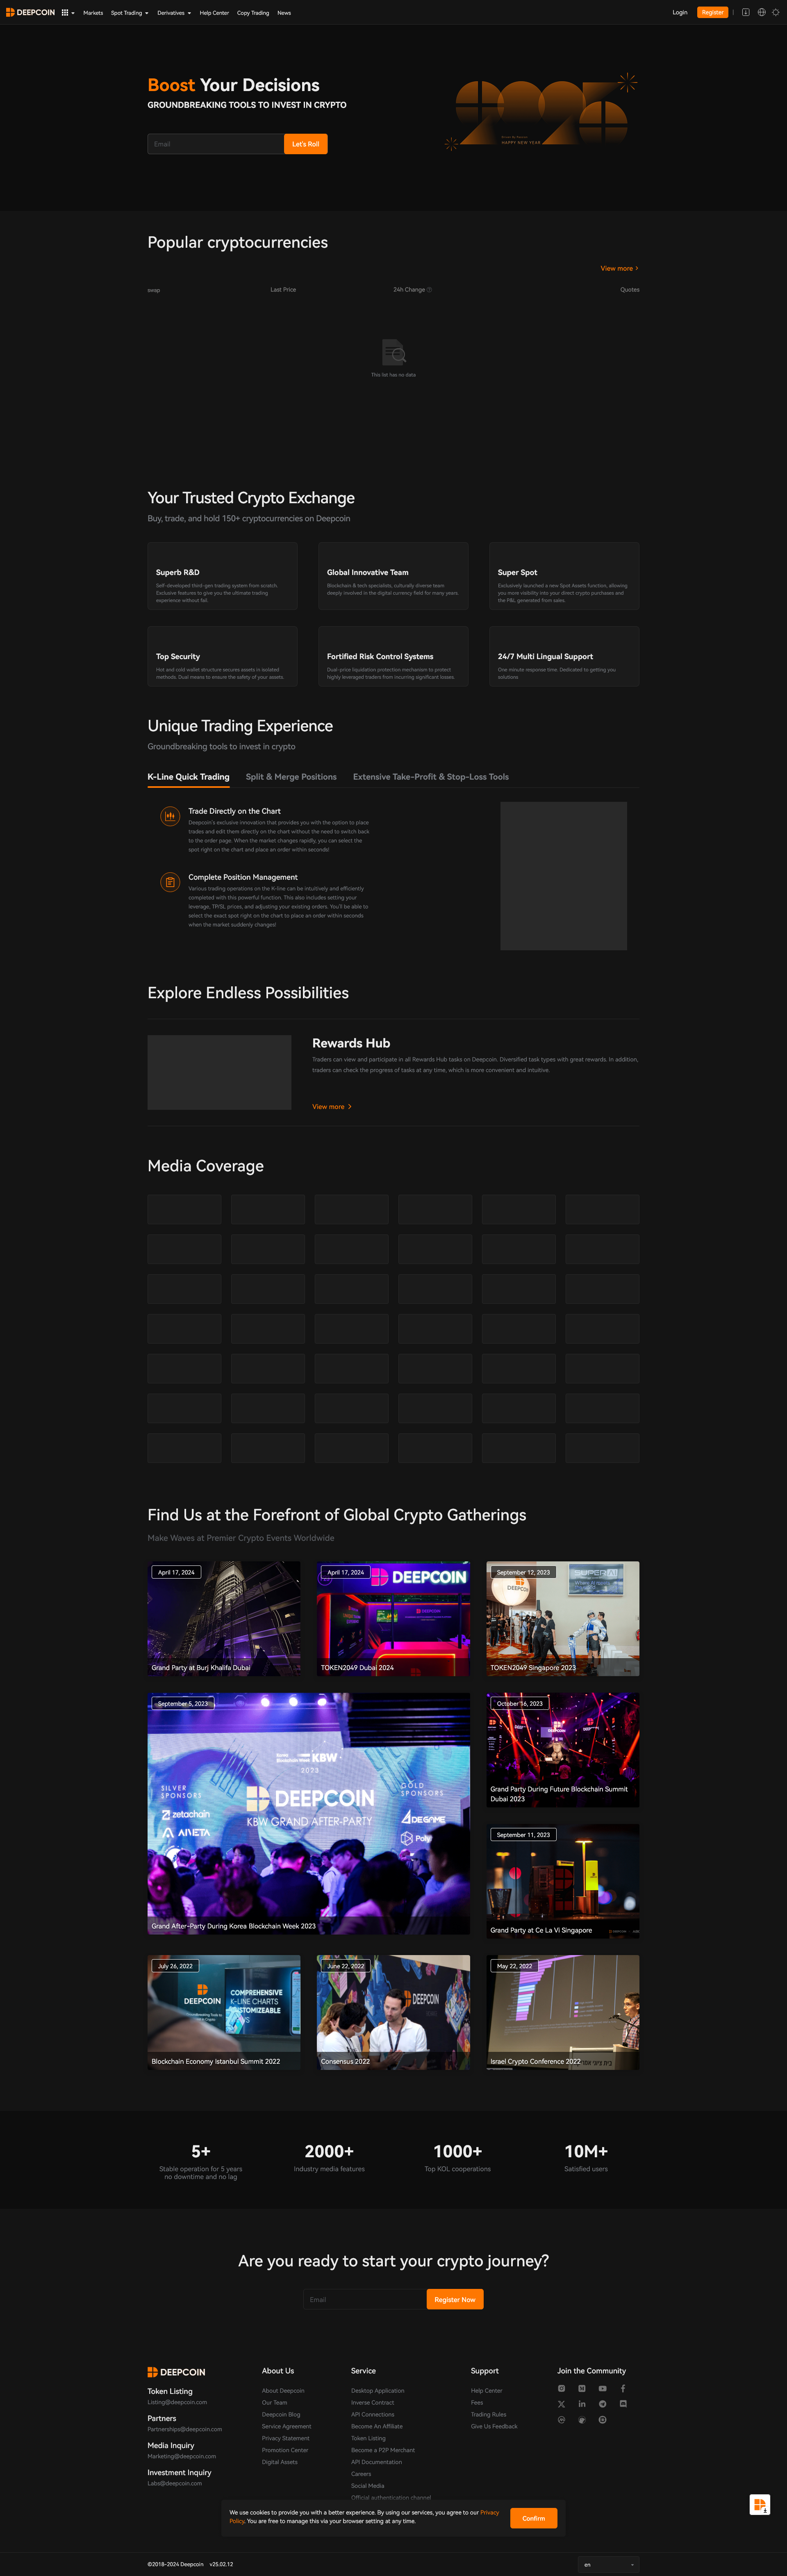 DEEPCOIN
Markets
Spot Trading
Derivatives
Help Center
Copy Trading
News
Login
Register
Boost Your Decisions
GROUNDBREAKING TOOLS TO INVEST IN CRYPTO
Email
Let's Roll
2025
HAPPY NEW YEAR
Popular cryptocurrencies
View more
swap
Last Price
24h Change
Quotes
This list has no data
Your Trusted Crypto Exchange
Buy, trade, and hold 150+ cryptocurrencies on Deepcoin
Superb R&D
Self-developed third-gen trading system from scratch.
Exclusive features to give you the ultimate trading
experience without fail.
Global Innovative Team
Blockchain & tech specialists, culturally diverse team
deeply involved in the digital currency field for many years.
Super Spot
Exclusively launched a new Spot Assets function, allowing
you more visibility into your direct crypto purchases and
the P&L generated from sales.
Top Security
Hot and cold wallet structure secures assets in isolated
methods. Dual means to ensure the safety of your assets.
Fortified Risk Control Systems
Dual-price liquidation protection mechanism to protect
highly leveraged traders from incurring significant losses.
24/7 Multi Lingual Support
One minute response time. Dedicated to getting you
solutions
Unique Trading Experience
Groundbreaking tools to invest in crypto
K-Line Quick Trading
Split & Merge Positions
Extensive Take-Profit & Stop-Loss Tools
Trade Directly on the Chart
Deepcoin's exclusive innovation that provides you with the option to place
trades and edit them directly on the chart without the need to switch back
to the order page. When the market changes rapidly, you can select the
spot right on the chart and place an order within seconds!
Complete Position Management
Various trading operations on the K-line can be intuitively and efficiently
completed with this powerful function. This also includes setting your
leverage, TP/SL prices, and adjusting your existing orders. You'll be able to
select the exact spot right on the chart to place an order within seconds
when the market suddenly changes!
Explore Endless Possibilities
Rewards Hub
Traders can view and participate in all Rewards Hub tasks on Deepcoin. Diversified task types with great rewards. In addition,
traders can check the progress of tasks at any time, which is more convenient and intuitive.
View more
Media Coverage
Find Us at the Forefront of Global Crypto Gatherings
Make Waves at Premier Crypto Events Worldwide
April 17, 2024
Grand Party at Burj Khalifa Dubai
April 17, 2024
DEEPCOIN
TOKEN2049 Dubai 2024
September 12, 2023
DEEPCOIN
SUPERAI
TOKEN2049 Singapore 2023
September 5, 2023
KBW
2023
SILVER
SPONSORS
zetachain
DEEPCOIN
KBW GRAND AFTER-PARTY
GOLD
SPONSORS
DEGAME
Poly
Grand After-Party During Korea Blockchain Week 2023
October 16, 2023
Grand Party During Future Blockchain Summit
Dubai 2023
September 11, 2023
Grand Party at Ce La Vi Singapore
July 26, 2022
DEEPCOIN
COMPREHENSIVE
K-LINE CHARTS
Blockchain Economy Istanbul Summit 2022
June 22, 2022
DEEPCOIN
Consensus 2022
May 22, 2022
Israel Crypto Conference 2022
5+
Stable operation for 5 years
no downtime and no lag
2000+
Industry media features
1000+
Top KOL cooperations
10M+
Satisfied users
Are you ready to start your crypto journey?
Email
Register Now
DEEPCOIN
Token Listing
Listing@deepcoin.com
Partners
Partnerships@deepcoin.com
Media Inquiry
Marketing@deepcoin.com
Investment Inquiry
Labs@deepcoin.com
About Us
About Deepcoin
Our Team
Deepcoin Blog
Service Agreement
Privacy Statement
Promotion Center
Digital Assets
Service
Desktop Application
Inverse Contract
API Connections
Become An Affiliate
Token Listing
Become a P2P Merchant
API Documentation
Careers
Social Media
Official authentication channel
Support
Help Center
Fees
Trading Rules
Give Us Feedback
Join the Community
We use cookies to provide you with a better experience. By using our services, you agree to our Privacy
Policy. You are free to manage this via your browser setting at any time.
Confirm
©2018-2024 Deepcoin
v25.02.12
en